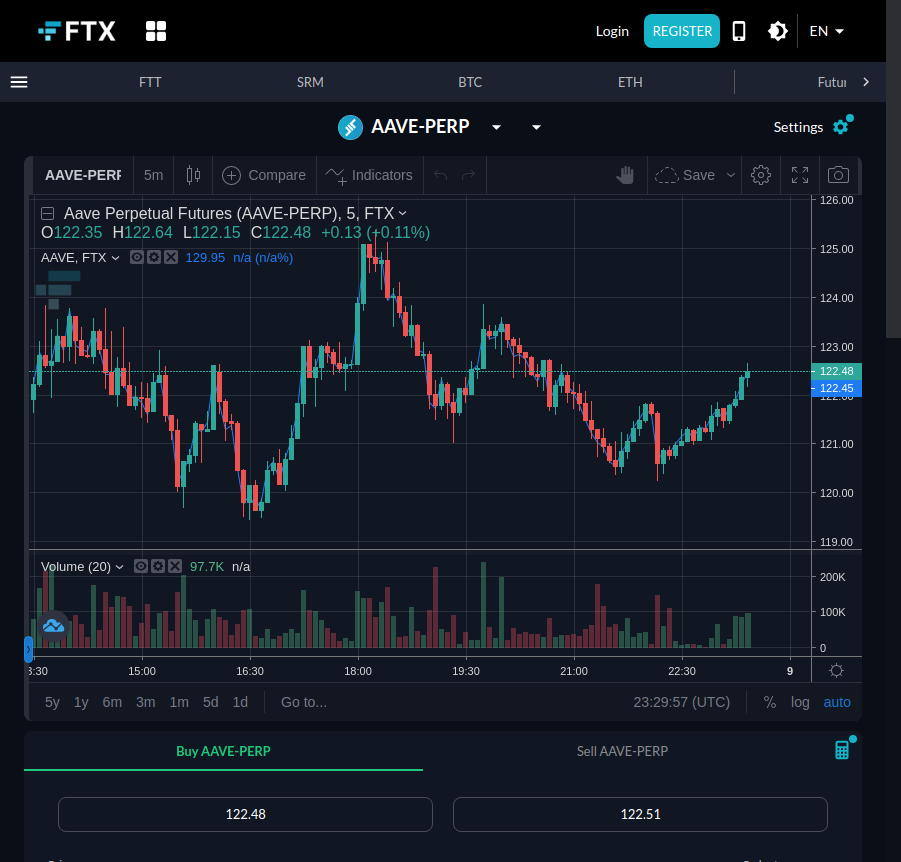 FTX Login REGISTER EN
FTT SRM BTC ETH Futur
AAVE-PERP Settings
AAVE-PERP 5m Compare Indicators Save
126.00
Aave Perpetual Futures (AAVE-PERP), 5, FTX
O122.35 H122.64 L122.15 C122.48 +0.13 (+0.11%)
125.00
AAVE, FTX 129.95 n/a (n/a%)
124.00
123.00
122.48
122.45
122.00
121.00
120.00
119.00
Volume (20) 97.7K n/a
200K
100K
0
3:30 15:00 16:30 18:00 19:30 21:00 22:30 9
5y 1y 6m 3m 1m 5d 1d Go to... 23:29:57 (UTC) % log auto
Buy AAVE-PERP Sell AAVE-PERP
122.48 122.51